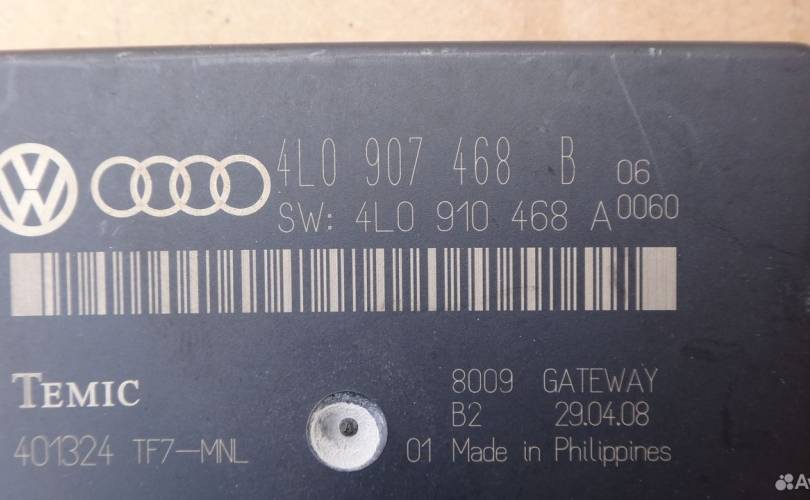 4L0 907 468 B 06
SW: 4L0 910 468 A 0060
TEMIC
8009 GATEWAY
B2 29.04.08
401324 TF7-MNL
01 Made in Philippines